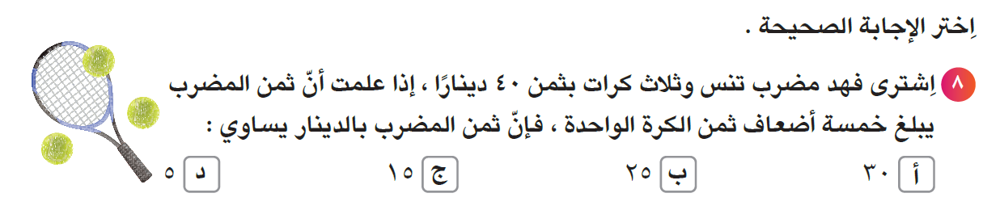 اِختر الإجابة الصحيحة .
٨ اِشترى فهد مضرب تنس وثلاث كرات بثمن ٤٠ دينارًا ، إذا علمت أنّ ثمن المضرب
يبلغ خمسة أضعاف ثمن الكرة الواحدة ، فإنّ ثمن المضرب بالدينار يساوي :
أ ٣٠ ب ٢٥ ج ١٥ د ٥